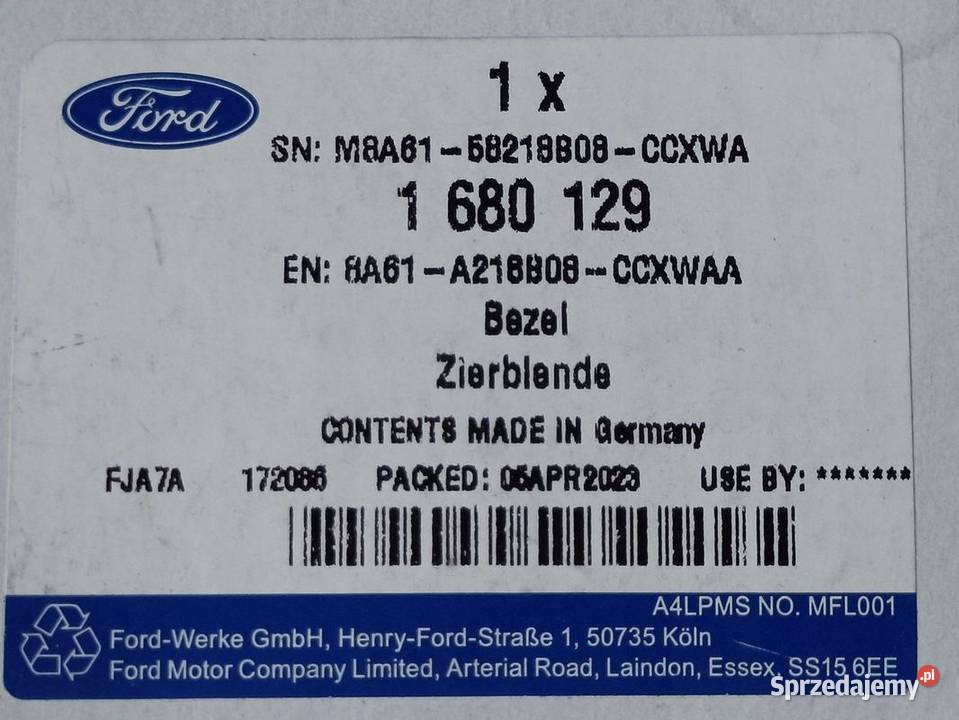 Ford
1 x
SN: M8A61-58218B08-CCXWA
1 680 129
EN: 8A61-A218B08-CCXWAA
Bezel
Zierblende
CONTENTS MADE IN Germany
FJA7A 172086 PACKED: 05APR2023 USE BY: *******
A4LPMS NO. MFL001
Ford-Werke GmbH, Henry-Ford-Straße 1, 50735 Köln
Ford Motor Company Limited, Arterial Road, Laindon, Essex, SS15 6EE
Sprzedajemy.pl